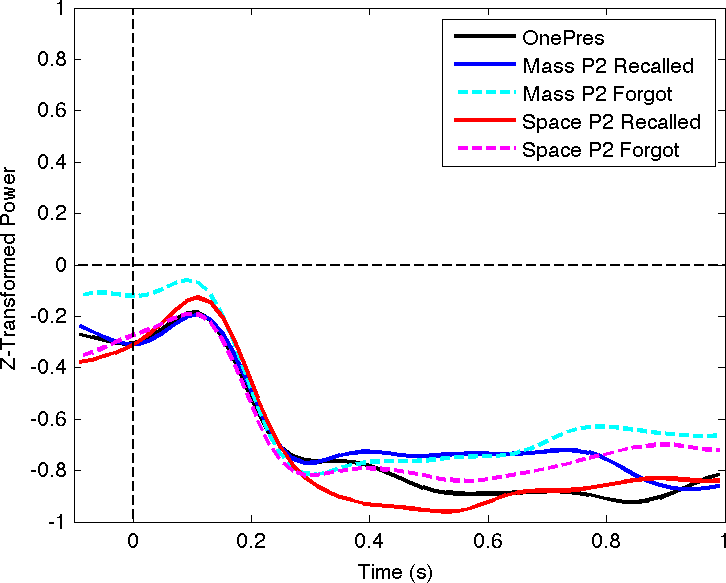 1
0.8
0.6
0.4
0.2
0
-0.2
-0.4
-0.6
-0.8
-1
Z-Transformed Power
OnePres
Mass P2 Recalled
Mass P2 Forgot
Space P2 Recalled
Space P2 Forgot
0 0.2 0.4 0.6 0.8 1
Time (s)